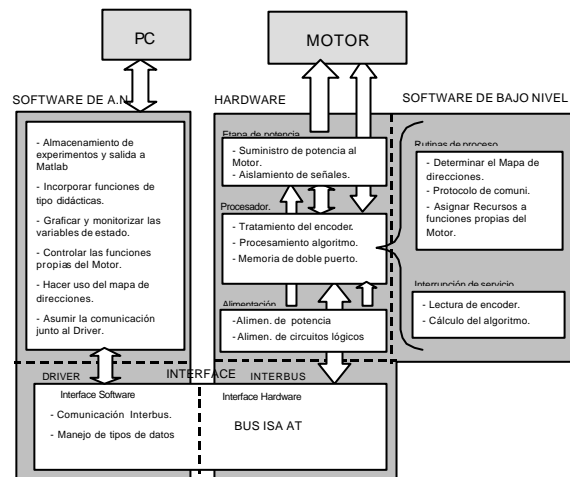 PC
MOTOR
SOFTWARE DE A.N
HARDWARE
SOFTWARE DE BAJO NIVEL
- Almacenamiento de
experimentos y salida a
Matlab
- Incorporar funciones de
tipo didácticas.
- Graficar y monitorizar las
variables de estado.
- Controlar las funciones
propias del Motor.
- Hacer uso del mapa de
direcciones.
- Asumir la comunicación
junto al Driver.
Etapa de potencia
- Suministro de potencia al
Motor.
- Aislamiento de señales.
Procesador.
- Tratamiento del encoder.
- Procesamiento algoritmo.
- Memoria de doble puerto.
Alimentación
-Alimen. de potencia
-Alimen. de circuitos lógicos
Rutinas de proceso
- Determinar el Mapa de
direcciones.
- Protocolo de comuni.
- Asignar Recursos a
funciones propias del
Motor.
Interrunción de servicio
- Lectura de encoder.
- Cálculo del algoritmo.
DRIVER
INTERFACE
INTERBUS
Interface Software
- Comunicación Interbus.
- Manejo de tipos de datos
Interface Hardware
BUS ISA AT